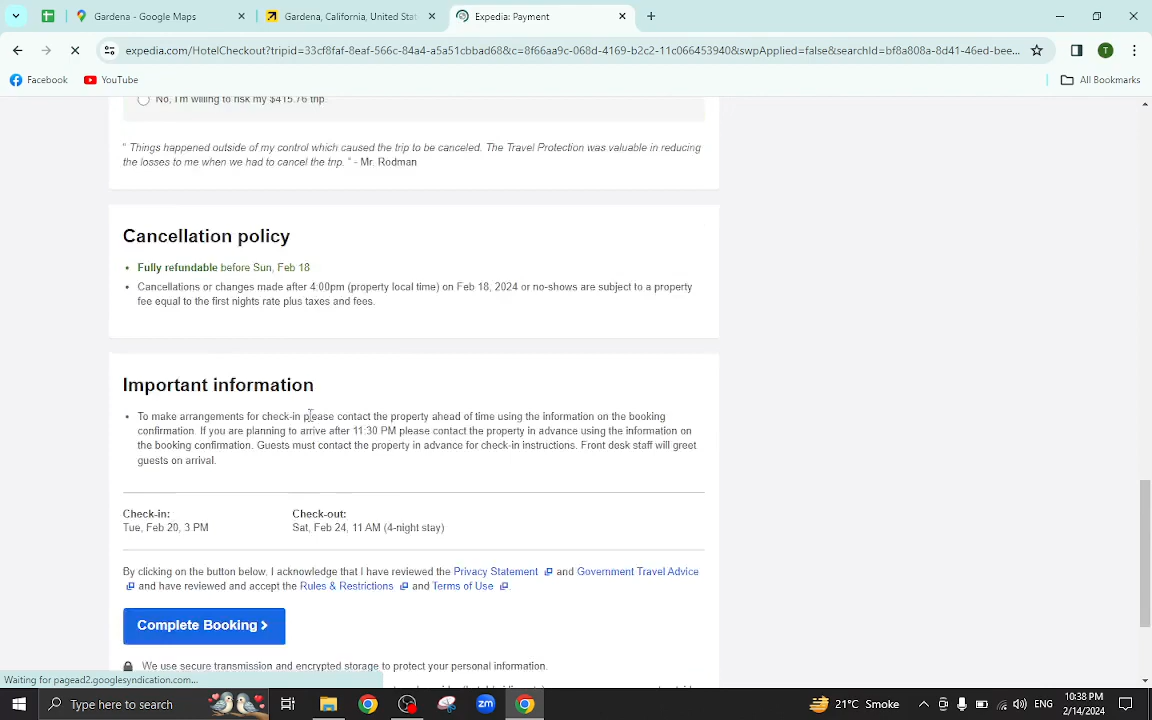 Gardena - Google Maps
Gardena, California, United Stat
Expedia: Payment
expedia.com/HotelCheckout?tripid=33cf8faf-8eaf-566c-84a4-a5a51cbbad68&c=8f66aa9c-068d-4169-b2c2-11c066453940&swpApplied=false&searchId=bf8a808a-8d41-46ed-bee...
T
Facebook
YouTube
All Bookmarks
No, I'm willing to risk my $415.76 trip.
" Things happened outside of my control which caused the trip to be canceled. The Travel Protection was valuable in reducing
the losses to me when we had to cancel the trip. " - Mr. Rodman
Cancellation policy
• Fully refundable before Sun, Feb 18
• Cancellations or changes made after 4:00pm (property local time) on Feb 18, 2024 or no-shows are subject to a property
fee equal to the first nights rate plus taxes and fees.
Important information
• To make arrangements for check-in please contact the property ahead of time using the information on the booking
confirmation. If you are planning to arrive after 11:30 PM please contact the property in advance using the information on
the booking confirmation. Guests must contact the property in advance for check-in instructions. Front desk staff will greet
guests on arrival.
Check-in:
Tue, Feb 20, 3 PM
Check-out:
Sat, Feb 24, 11 AM (4-night stay)
By clicking on the button below, I acknowledge that I have reviewed the Privacy Statement and Government Travel Advice
and have reviewed and accept the Rules & Restrictions and Terms of Use .
Complete Booking >
We use secure transmission and encrypted storage to protect your personal information.
Waiting for pagead2.googlesyndication.com...
Type here to search
zm
21°C Smoke
ENG
10:38 PM
2/14/2024